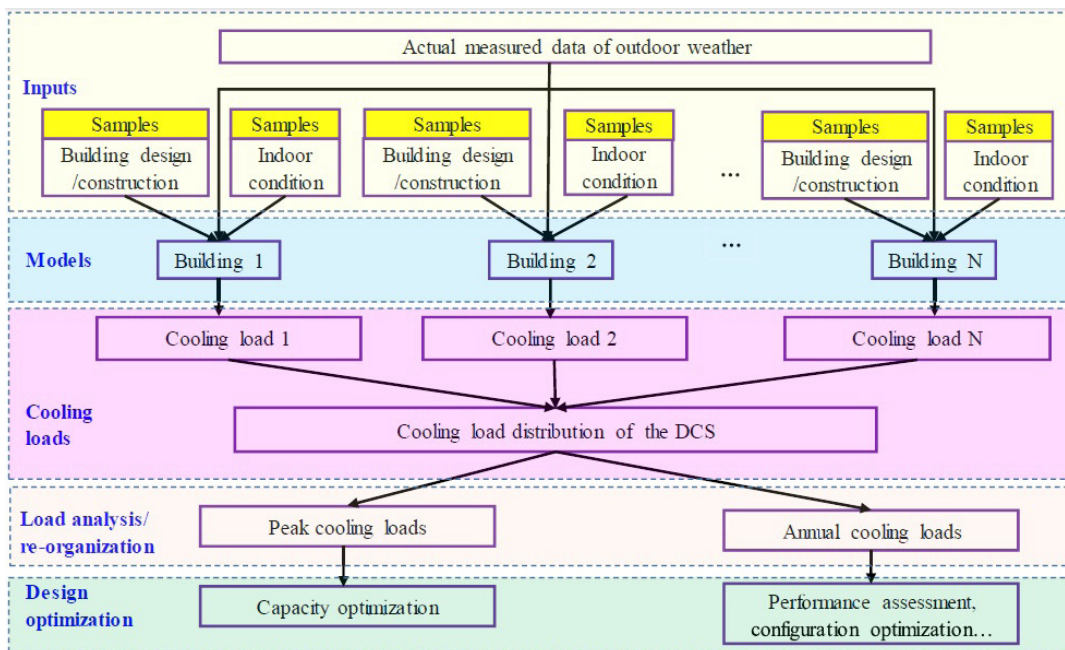 Actual measured data of outdoor weather
Inputs
Samples
Building design
/construction
Samples
Indoor
condition
Samples
Building design
/construction
Samples
Indoor
condition
...
Samples
Building design
/construction
Samples
Indoor
condition
Models
Building 1
Building 2
...
Building N
Cooling load 1
Cooling load 2
Cooling load N
Cooling
loads
Cooling load distribution of the DCS
Load analysis/
re-organization
Peak cooling loads
Annual cooling loads
Design
optimization
Capacity optimization
Performance assessment,
configuration optimization...